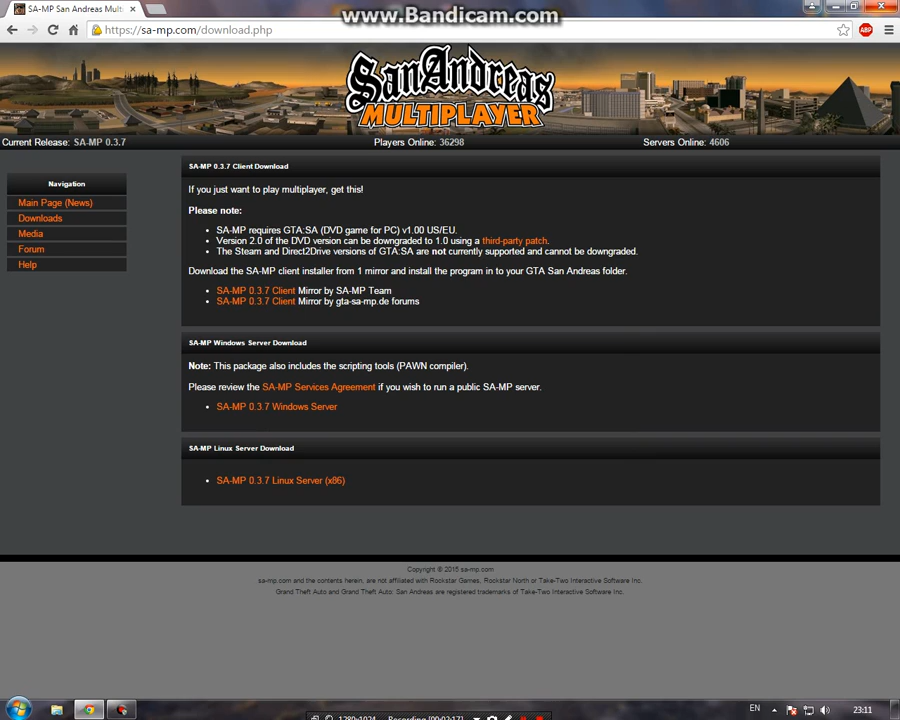 SA-MP San Andreas Multi
www.Bandicam.com
https://sa-mp.com/download.php
ABP
San Andreas
MULTIPLAYER
Current Release: SA-MP 0.3.7
Players Online: 36298
Servers Online: 4606
Navigation
Main Page (News)
Downloads
Media
Forum
Help
SA-MP 0.3.7 Client Download
If you just want to play multiplayer, get this!
Please note:
SA-MP requires GTA:SA (DVD game for PC) v1.00 US/EU.
Version 2.0 of the DVD version can be downgraded to 1.0 using a third-party patch.
The Steam and Direct2Drive versions of GTA:SA are not currently supported and cannot be downgraded.
Download the SA-MP client installer from 1 mirror and install the program in to your GTA San Andreas folder.
SA-MP 0.3.7 Client Mirror by SA-MP Team
SA-MP 0.3.7 Client Mirror by gta-sa-mp.de forums
SA-MP Windows Server Download
Note: This package also includes the scripting tools (PAWN compiler).
Please review the SA-MP Services Agreement if you wish to run a public SA-MP server.
SA-MP 0.3.7 Windows Server
SA-MP Linux Server Download
SA-MP 0.3.7 Linux Server (x86)
Copyright © 2015 sa-mp.com
sa-mp.com and the contents herein, are not affiliated with Rockstar Games, Rockstar North or Take-Two Interactive Software Inc.
Grand Theft Auto and Grand Theft Auto: San Andreas are registered trademarks of Take-Two Interactive Software Inc.
EN
23:11
1280x1024 Recording [00:02:17]